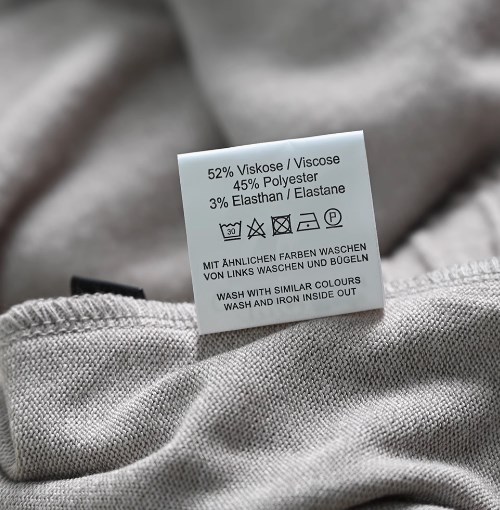 52% Viskose / Viscose
45% Polyester
3% Elasthan / Elastane
30 P
MIT ÄHNLICHEN FARBEN WASCHEN
VON LINKS WASCHEN UND BÜGELN
WASH WITH SIMILAR COLOURS
WASH AND IRON INSIDE OUT